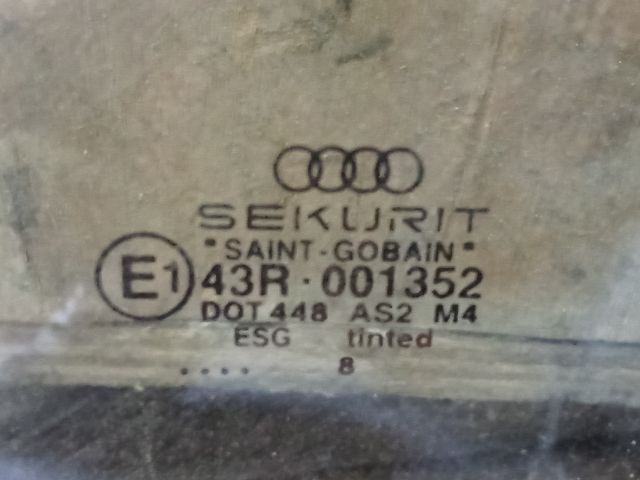 SEKURIT
"SAINT-GOBAIN"
E1 43R·001352
DOT 448 AS2 M4
ESG tinted
.... 8